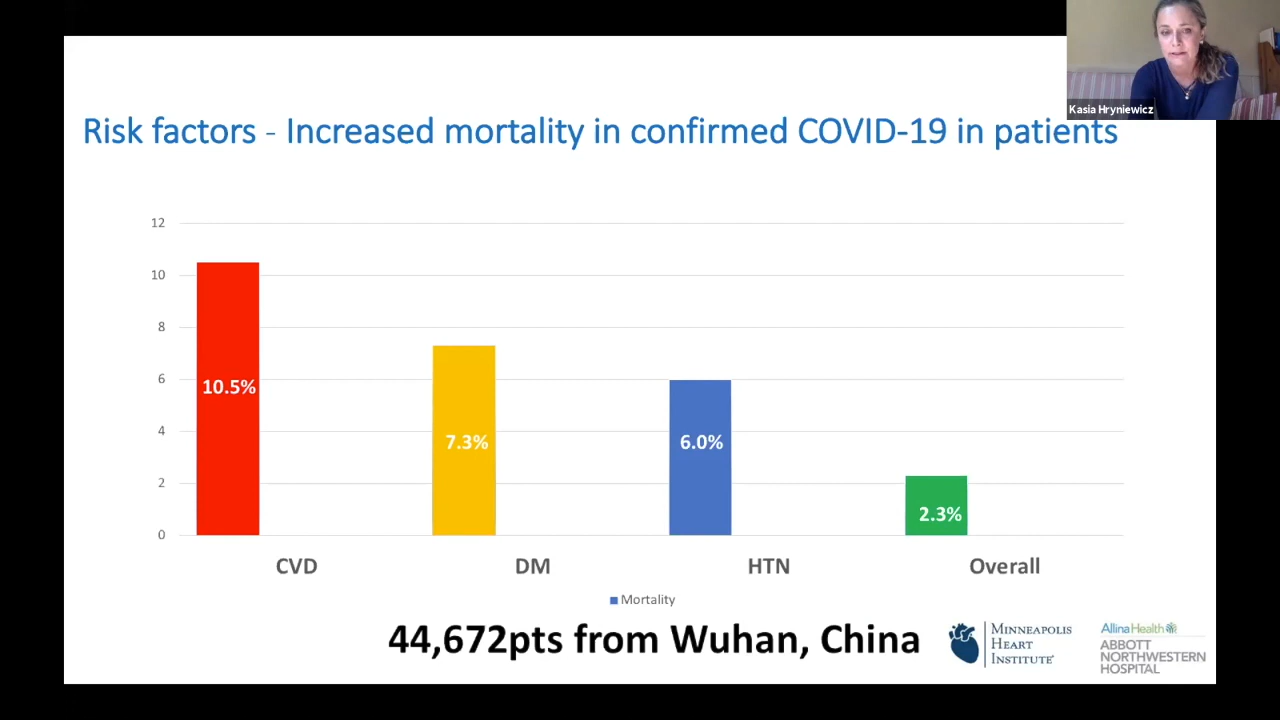 Kasia Hryniewicz
Risk factors - Increased mortality in confirmed COVID-19 in patients
12
10
8
6
4
2
0
10.5%
7.3%
6.0%
2.3%
CVD
DM
HTN
Overall
Mortality
44,672pts from Wuhan, China
MINNEAPOLIS
HEART
INSTITUTE
AllinaHealth
ABBOTT
NORTHWESTERN
HOSPITAL